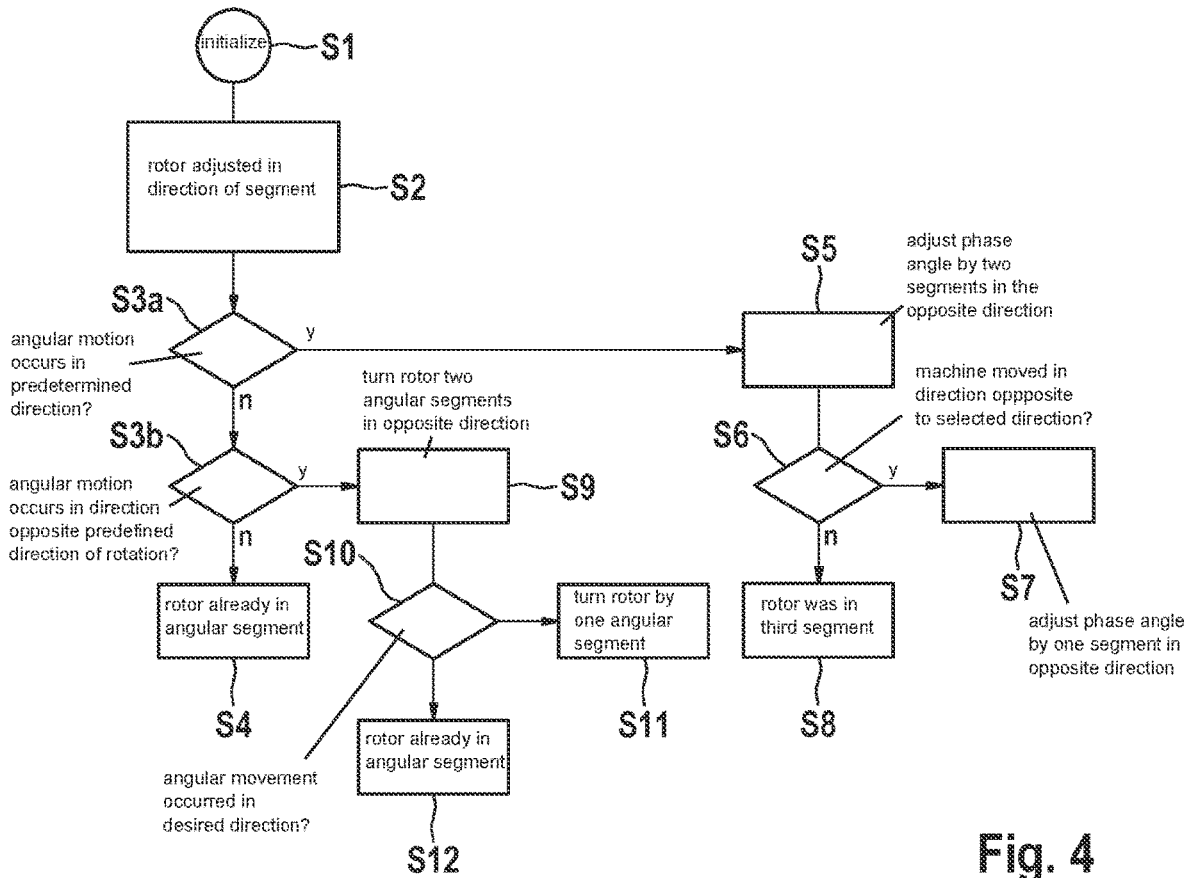 initialize
S1
rotor adjusted in
direction of segment
S2
S3a
angular motion
occurs in
predetermined
direction?
y
n
S5
adjust phase
angle by two
segments in the
opposite direction
turn rotor two
angular segments
in opposite direction
machine moved in
direction oppposite
to selected direction?
S3b
angular motion
occurs in direction
opposite predefined
direction of rotation?
y
n
S9
S6
y
n
S7
adjust phase angle
by one segment in
opposite direction
rotor already in
angular segment
S4
S10
turn rotor by
one angular
segment
S11
rotor was in
third segment
S8
angular movement
occurred in
desired direction?
rotor already in
angular segment
S12
Fig. 4